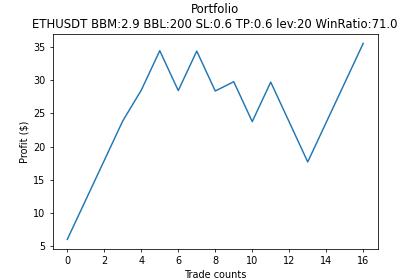 Portfolio
ETHUSDT BBM:2.9 BBL:200 SL:0.6 TP:0.6 lev:20 WinRatio:71.0
35
30
25
20
15
10
5
Profit ($)
0 2 4 6 8 10 12 14 16
Trade counts